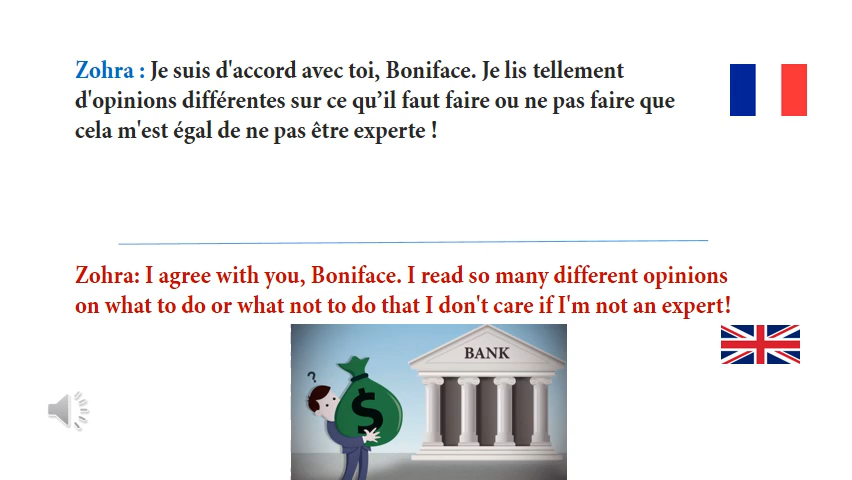 Zohra : Je suis d'accord avec toi, Boniface. Je lis tellement
d'opinions différentes sur ce qu’il faut faire ou ne pas faire que
cela m'est égal de ne pas être experte !
Zohra: I agree with you, Boniface. I read so many different opinions
on what to do or what not to do that I don't care if I'm not an expert!
BANK
?
$